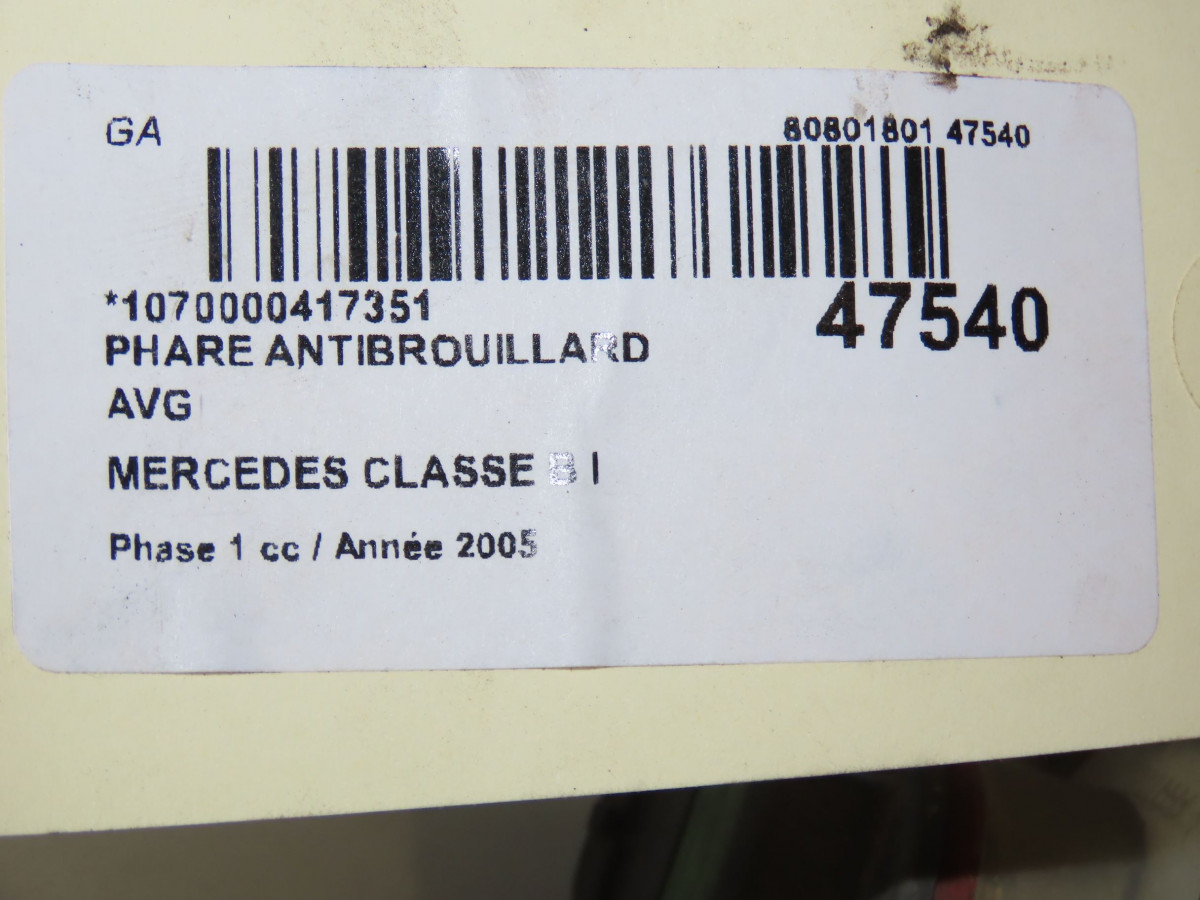 GA 80801801 47540
*1070000417351 47540
PHARE ANTIBROUILLARD
AVG
MERCEDES CLASSE B I
Phase 1 cc / Année 2005